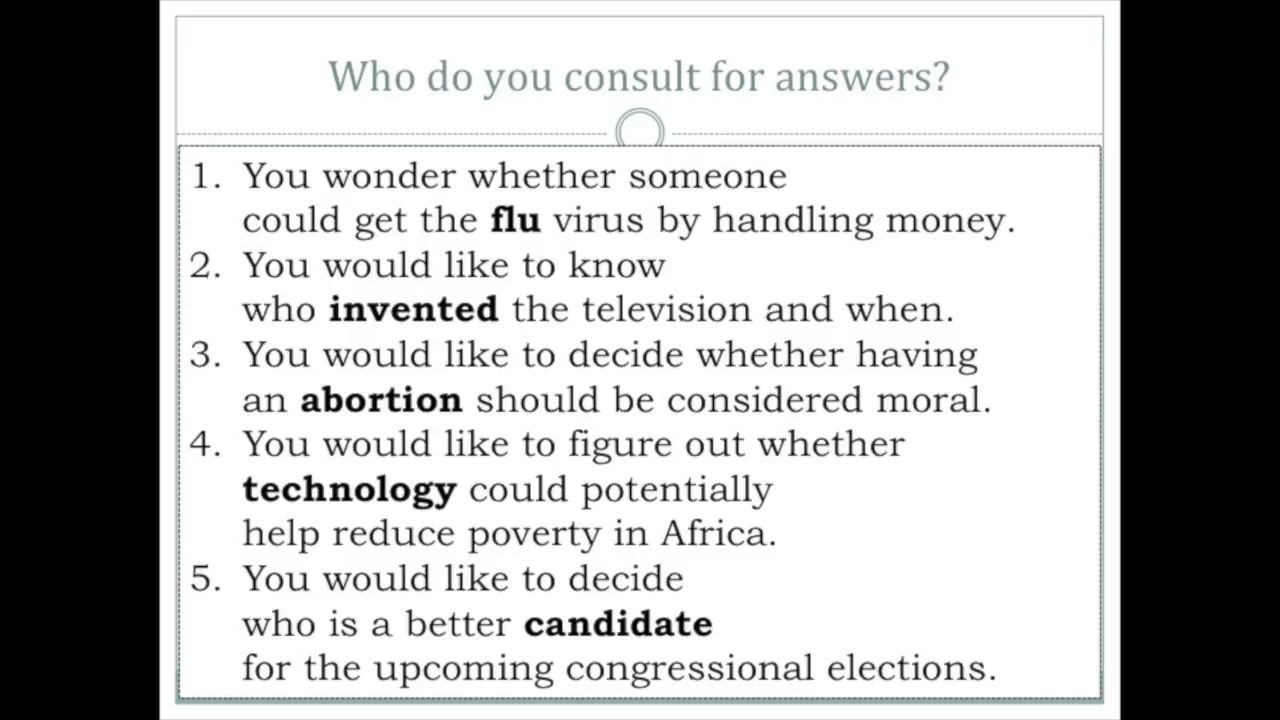 Who do you consult for answers?
1. You wonder whether someone
could get the flu virus by handling money.
2. You would like to know
who invented the television and when.
3. You would like to decide whether having
an abortion should be considered moral.
4. You would like to figure out whether
technology could potentially
help reduce poverty in Africa.
5. You would like to decide
who is a better candidate
for the upcoming congressional elections.